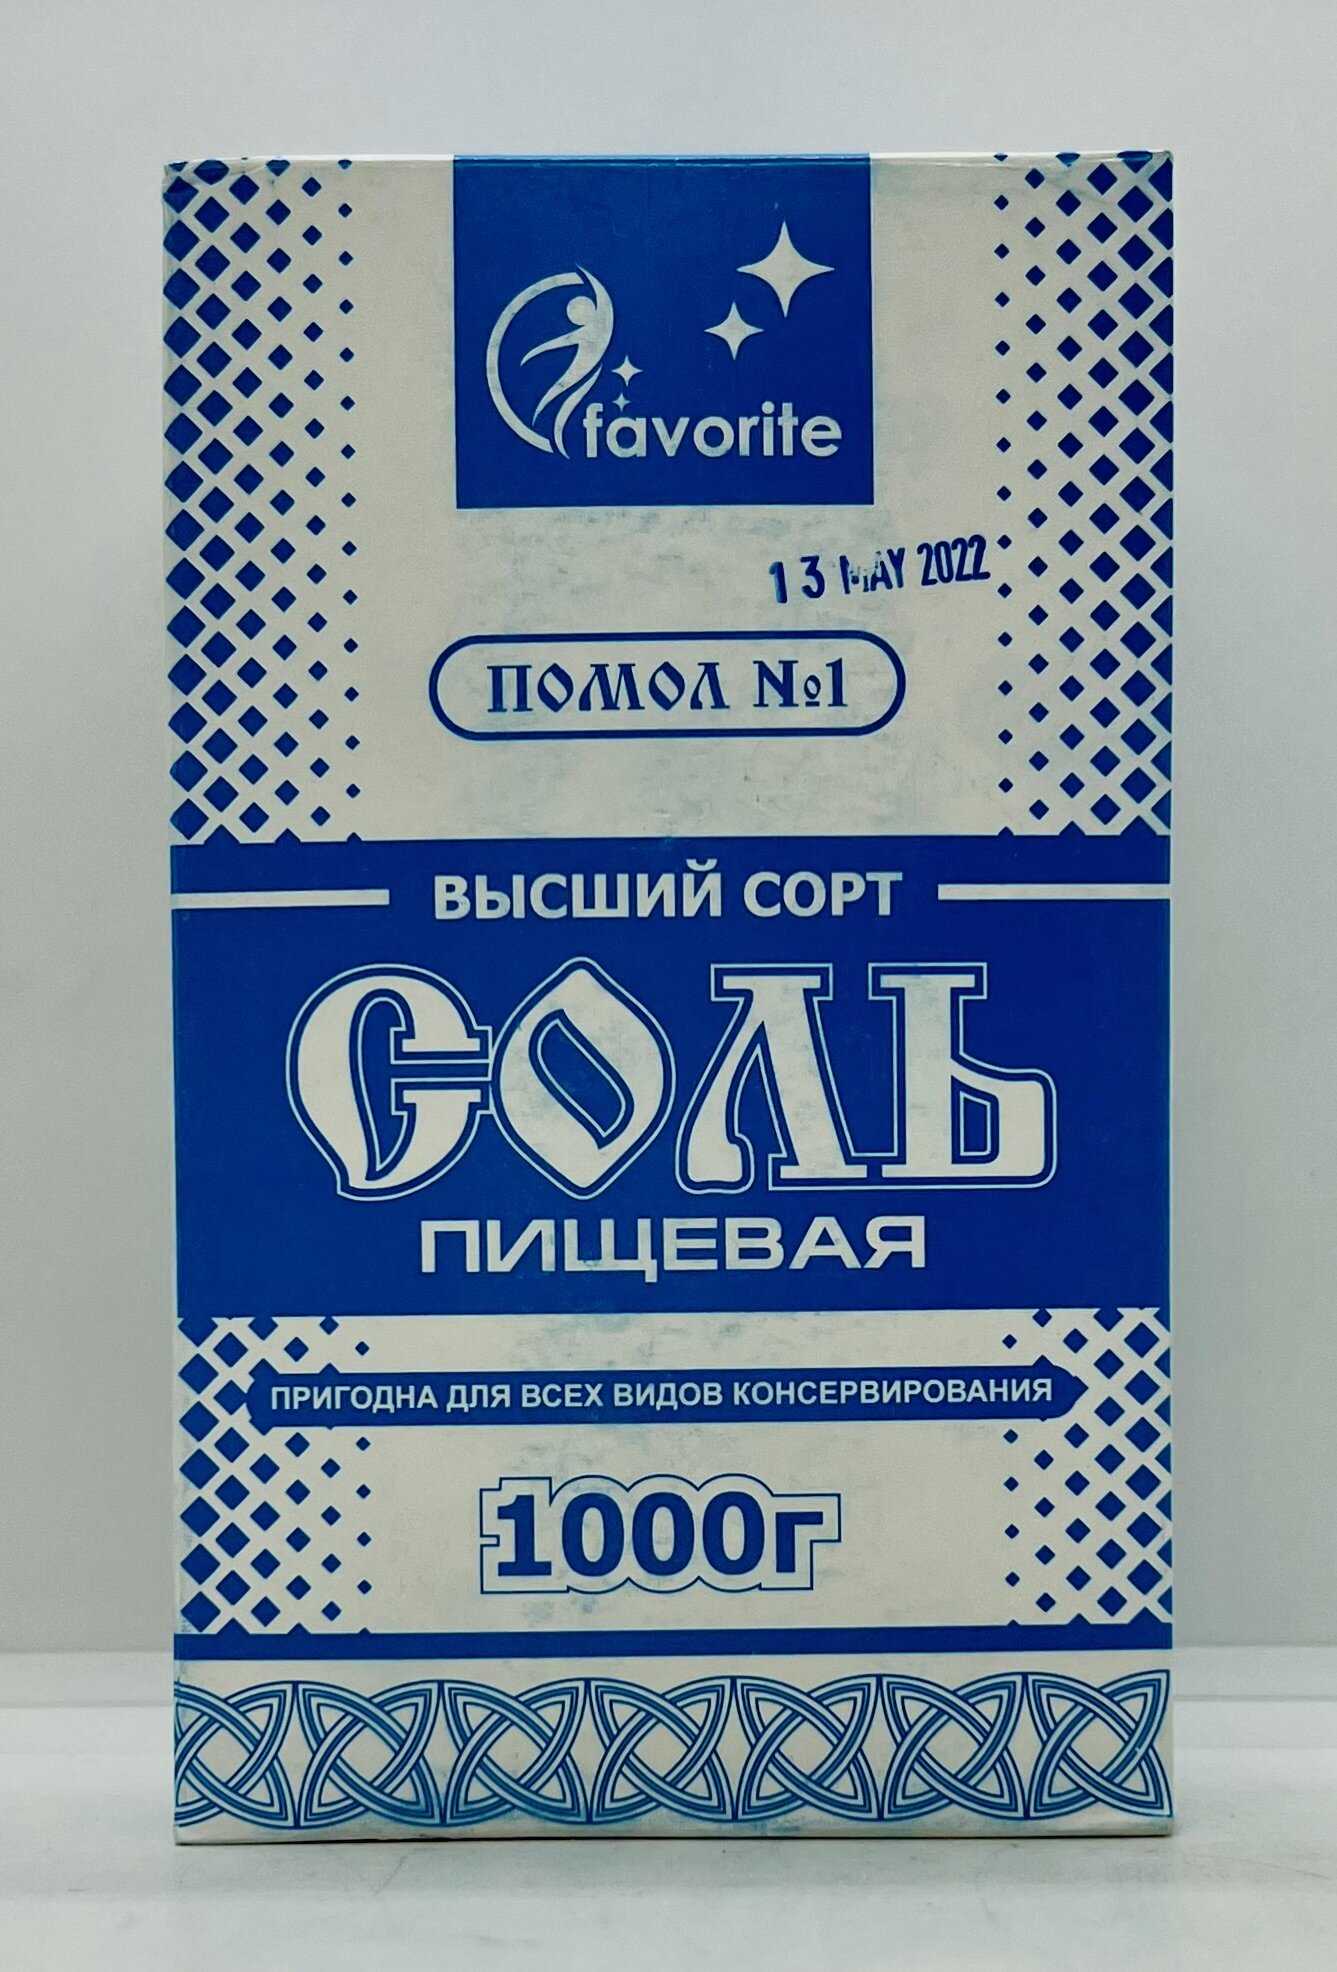 favorite
13 MAY 2022
ПОМОЛ №1
ВЫСШИЙ СОРТ
СОЛЬ
ПИЩЕВАЯ
ПРИГОДНА ДЛЯ ВСЕХ ВИДОВ КОНСЕРВИРОВАНИЯ
1000г